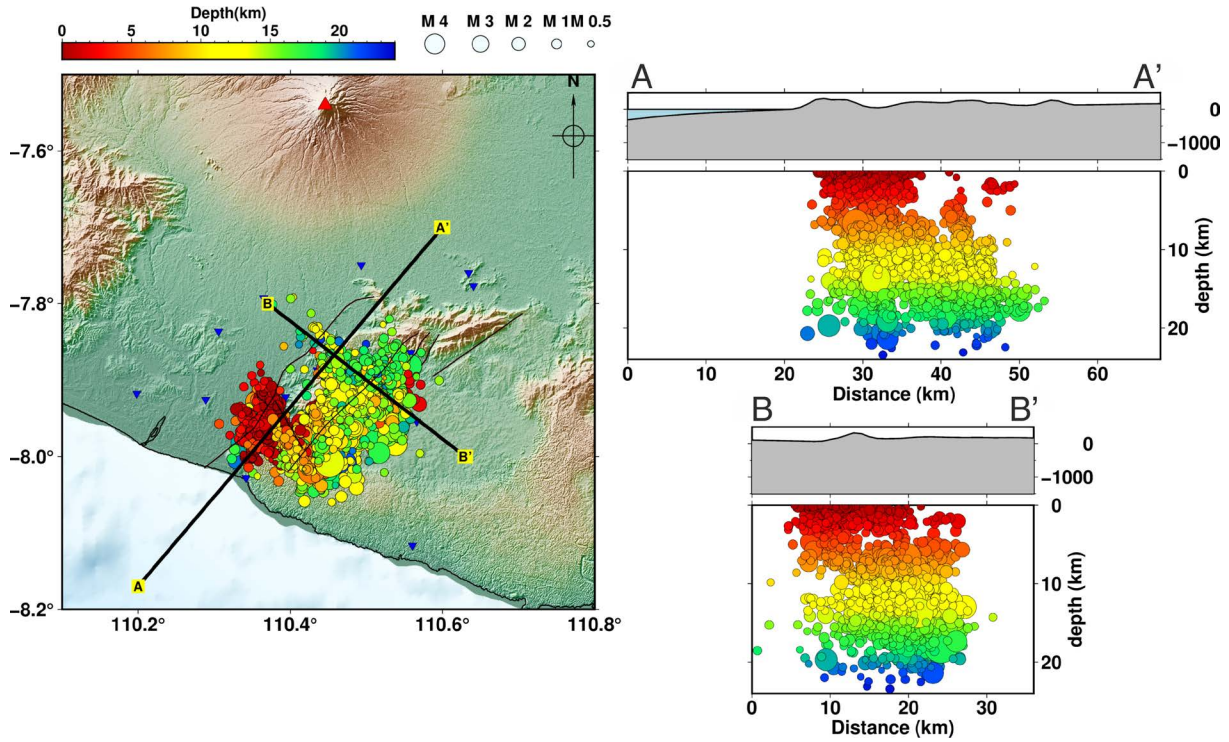 Depth(km)
0 5 10 15 20
M 4 M 3 M 2 M 1 M 0.5
N
−7.6°
−7.8°
−8.0°
−8.2°
110.2 110.4 110.6 110.8°
A'
B
B'
A
A A’
0
−1000
0
10
20
depth (km)
0 10 20 30 40 50 60
Distance (km)
B B’
0
−1000
0
10
20
depth (km)
0 10 20 30
Distance (km)